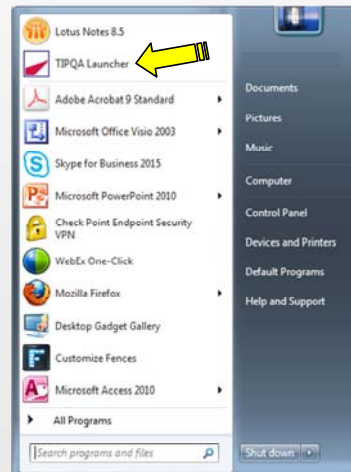 Lotus Notes 8.5
TIPQA Launcher
Adobe Acrobat 9 Standard
Microsoft Office Visio 2003
Skype for Business 2015
Microsoft PowerPoint 2010
Check Point Endpoint Security
VPN
WebEx One-Click
Mozilla Firefox
Desktop Gadget Gallery
Customize Fences
Microsoft Access 2010
All Programs
Search programs and files
Documents
Pictures
Music
Computer
Control Panel
Devices and Printers
Default Programs
Help and Support
Shut down